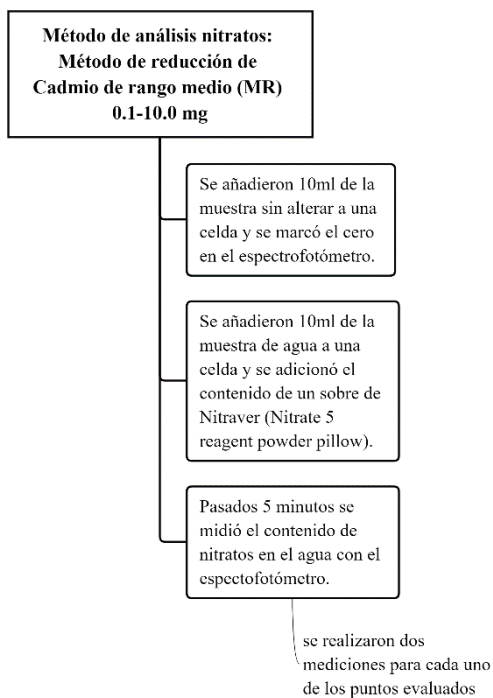 Método de análisis nitratos:
Método de reducción de
Cadmio de rango medio (MR)
0.1-10.0 mg
Se añadieron 10ml de la
muestra sin alterar a una
celda y se marcó el cero
en el espectrofotómetro.
Se añadieron 10ml de la
muestra de agua a una
celda y se adicionó el
contenido de un sobre de
Nitraver (Nitrate 5
reagent powder pillow).
Pasados 5 minutos se
midió el contenido de
nitratos en el agua con el
espectofotómetro.
se realizaron dos
mediciones para cada uno
de los puntos evaluados